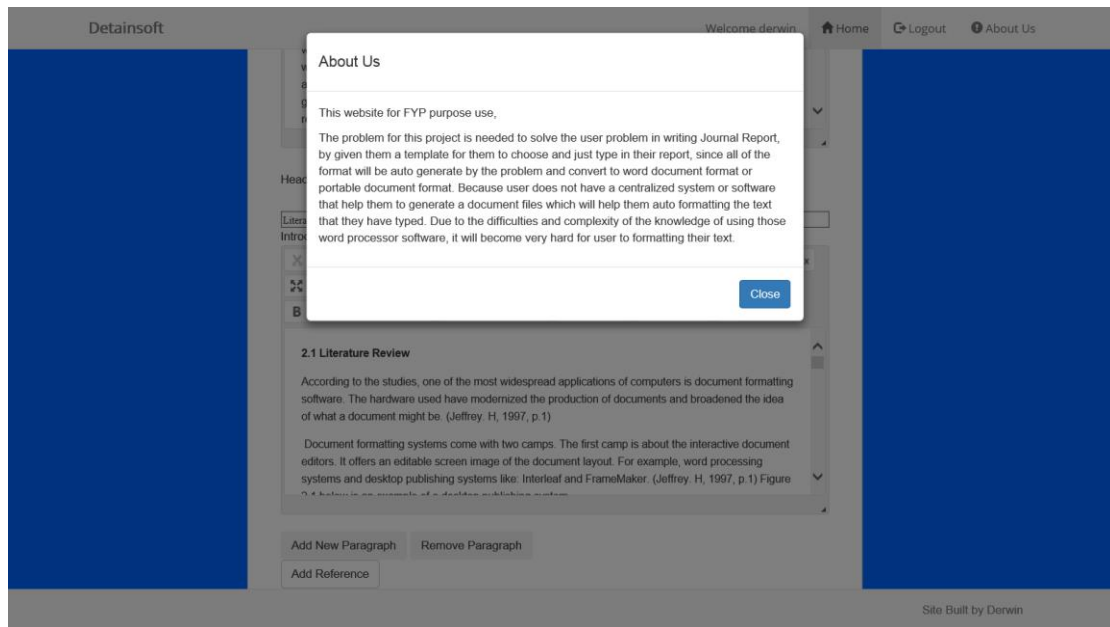 Detainsoft
Welcome derwin
Home
Logout
About Us
About Us
This website for FYP purpose use,
The problem for this project is needed to solve the user problem in writing Journal Report,
by given them a template for them to choose and just type in their report, since all of the
format will be auto generate by the problem and convert to word document format or
portable document format. Because user does not have a centralized system or software
that help them to generate a document files which will help them auto formatting the text
that they have typed. Due to the difficulties and complexity of the knowledge of using those
word processor software, it will become very hard for user to formatting their text.
Close
B
2.1 Literature Review
According to the studies, one of the most widespread applications of computers is document formatting
software. The hardware used have modernized the production of documents and broadened the idea
of what a document might be. (Jeffrey. H, 1997, p.1)
Document formatting systems come with two camps. The first camp is about the interactive document
editors. It offers an editable screen image of the document layout. For example, word processing
systems and desktop publishing systems like: Interleaf and FrameMaker. (Jeffrey. H, 1997, p.1) Figure
2.1 below is an example of a desktop publishing system
Add New Paragraph
Remove Paragraph
Add Reference
Site Built by Derwin